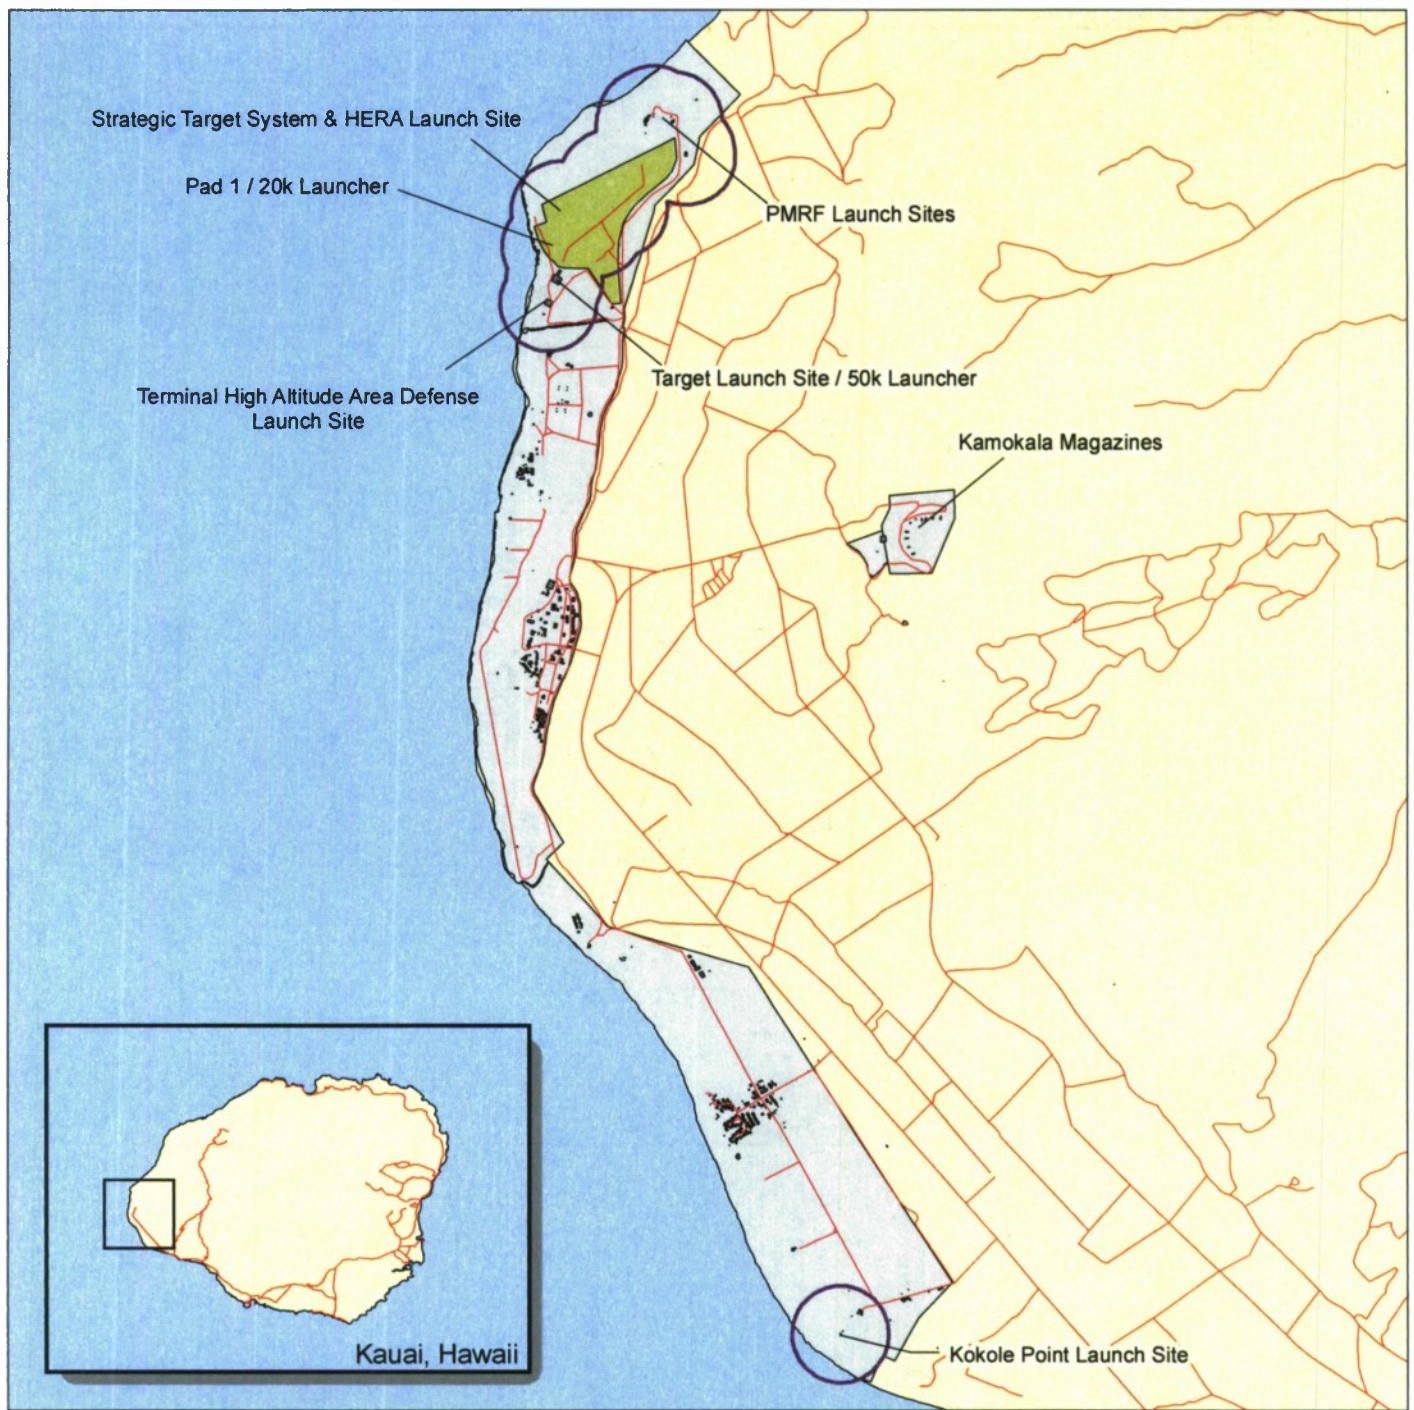 Strategic Target System & HERA Launch Site
Pad 1 / 20k Launcher
PMRF Launch Sites
Target Launch Site / 50k Launcher
Terminal High Altitude Area Defense
Launch Site
Kamokala Magazines
Kauai, Hawaii
Kokole Point Launch Site